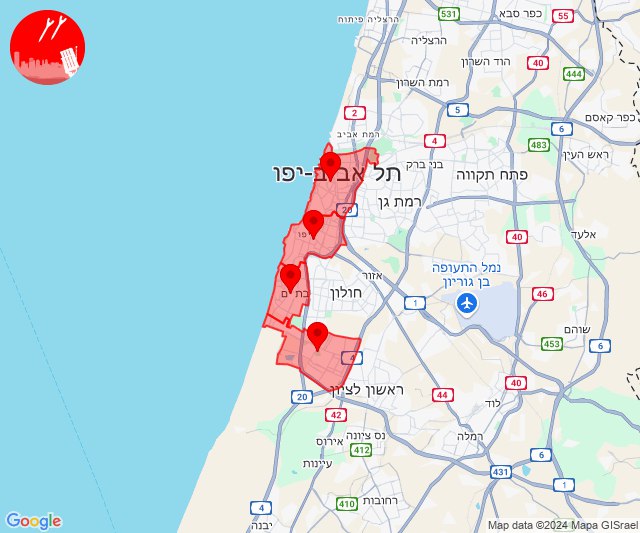 כפר סבא
הרצליה פיתוח
531
55
הרצליה
הוד השרון
40
444
רמת השרון
2
5
כפר קאסם
רמת אביב
4
6
483
ראש העין
בני ברק
תל אביב-יפו
פתח תקווה
רמת גן
20
יפו
40
אלעד
אזור
נמל התעופה
בן גוריון
בת ים
חולון
1
46
שוהם
453
6
4
ראשון לציון
40
20
44
לוד
42
נס ציונה
רמלה
אירוס
412
עיינות
431
1
רחובות
410
4
6
יבנה
Google
Map data ©2024 Mapa GISrael